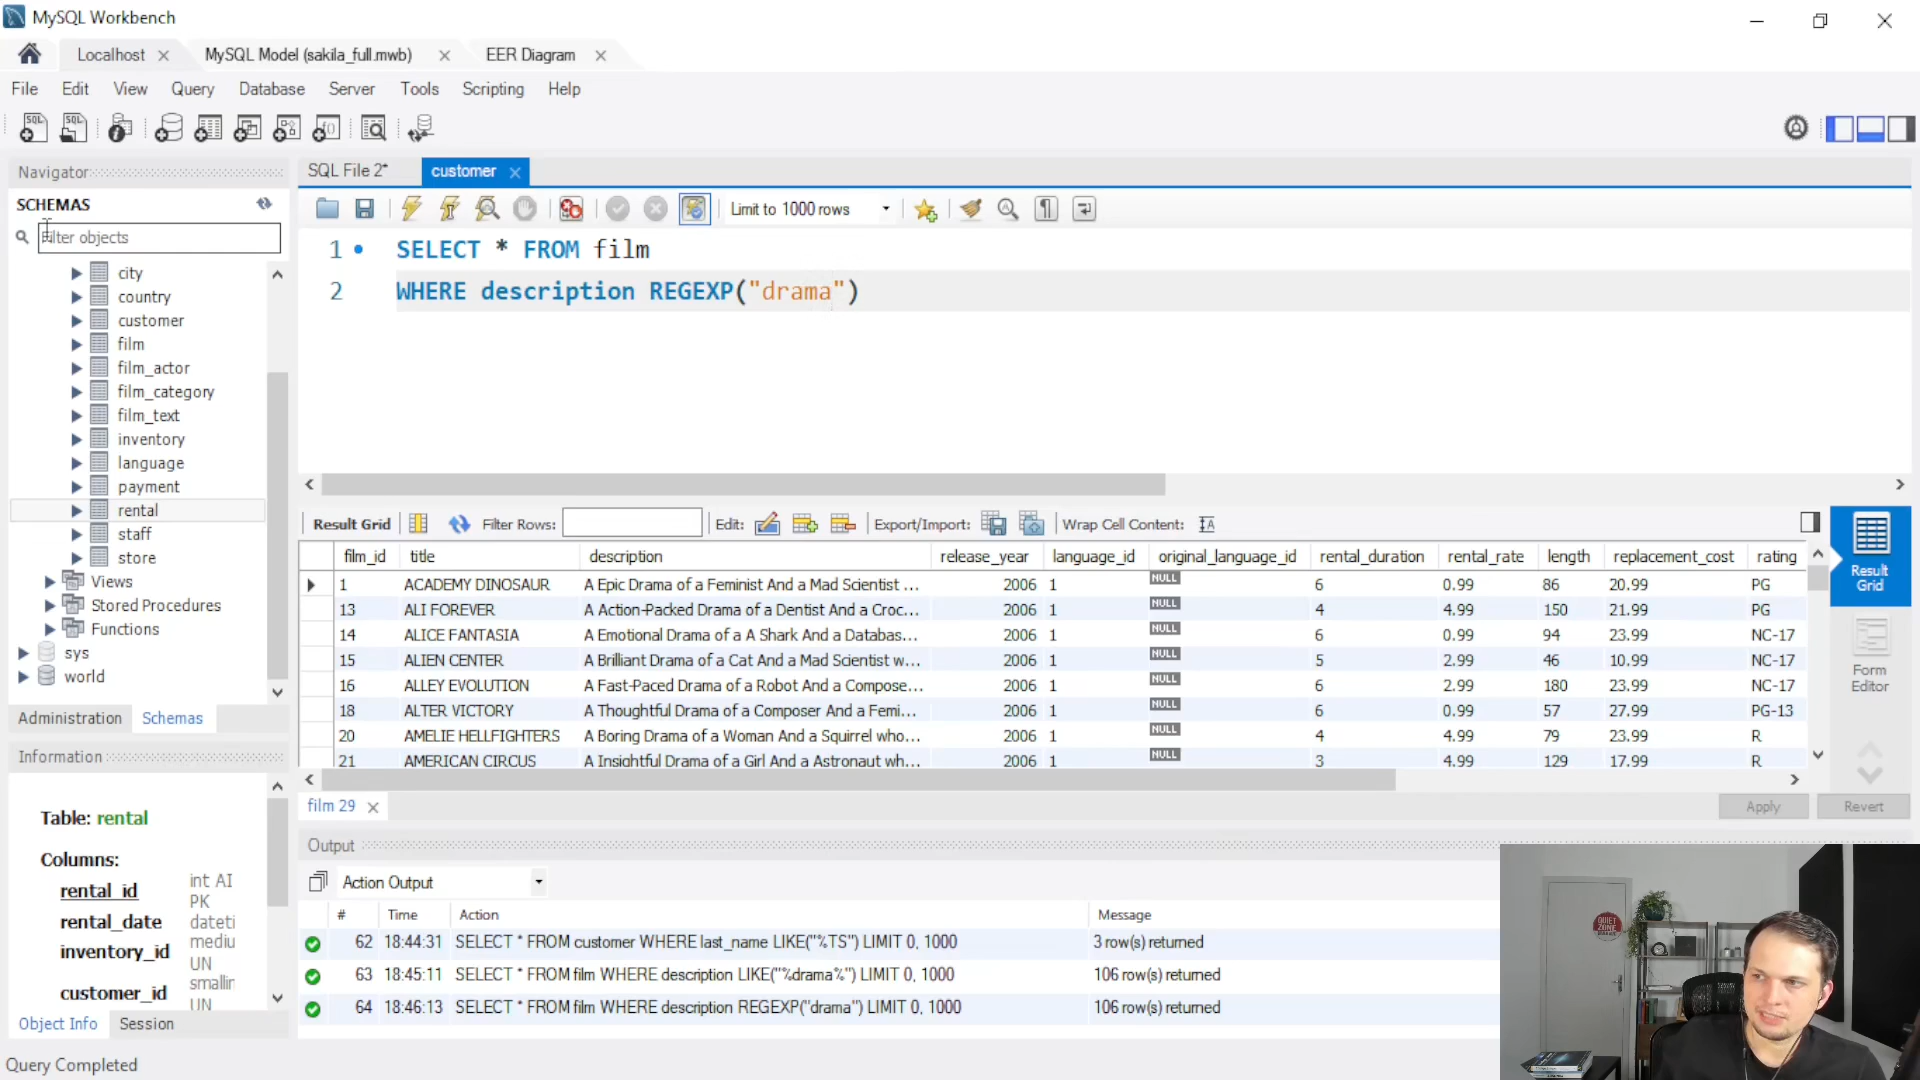 MySQL Workbench
Localhost
MySQL Model (sakila_full.mwb)
EER Diagram
File Edit View Query Database Server Tools Scripting Help
Navigator
SCHEMAS
Filter objects
city
country
customer
film
film_actor
film_category
film_text
inventory
language
payment
rental
staff
store
Views
Stored Procedures
Functions
sys
world
Administration Schemas
Information
Table: rental
Columns:
rental_id int AI PK
rental_date dateti
inventory_id mediu UN
customer_id smallir UN
Object Info Session
Query Completed
SQL File 2* customer
Limit to 1000 rows
1 SELECT * FROM film
2 WHERE description REGEXP("drama")
Result Grid Filter Rows: Edit: Export/Import: Wrap Cell Content:
film_id title description release_year language_id original_language_id rental_duration rental_rate length replacement_cost rating
1 ACADEMY DINOSAUR A Epic Drama of a Feminist And a Mad Scientist ... 2006 1 NULL 6 0.99 86 20.99 PG
13 ALI FOREVER A Action-Packed Drama of a Dentist And a Croc... 2006 1 NULL 4 4.99 150 21.99 PG
14 ALICE FANTASIA A Emotional Drama of a A Shark And a Databas... 2006 1 NULL 6 0.99 94 23.99 NC-17
15 ALIEN CENTER A Brilliant Drama of a Cat And a Mad Scientist w... 2006 1 NULL 5 2.99 46 10.99 NC-17
16 ALLEY EVOLUTION A Fast-Paced Drama of a Robot And a Compose... 2006 1 NULL 6 2.99 180 23.99 NC-17
18 ALTER VICTORY A Thoughtful Drama of a Composer And a Femi... 2006 1 NULL 6 0.99 57 27.99 PG-13
20 AMELIE HELLFIGHTERS A Boring Drama of a Woman And a Squirrel who... 2006 1 NULL 4 4.99 79 23.99 R
21 AMERICAN CIRCUS A Insightful Drama of a Girl And a Astronaut wh... 2006 1 NULL 3 4.99 129 17.99 R
Result Grid
Form Editor
film 29
Apply Revert
Output
Action Output
# Time Action Message
62 18:44:31 SELECT * FROM customer WHERE last_name LIKE("%TS") LIMIT 0, 1000 3 row(s) returned
63 18:45:11 SELECT * FROM film WHERE description LIKE("%drama%") LIMIT 0, 1000 106 row(s) returned
64 18:46:13 SELECT * FROM film WHERE description REGEXP("drama") LIMIT 0, 1000 106 row(s) returned
QUIET
ZONE